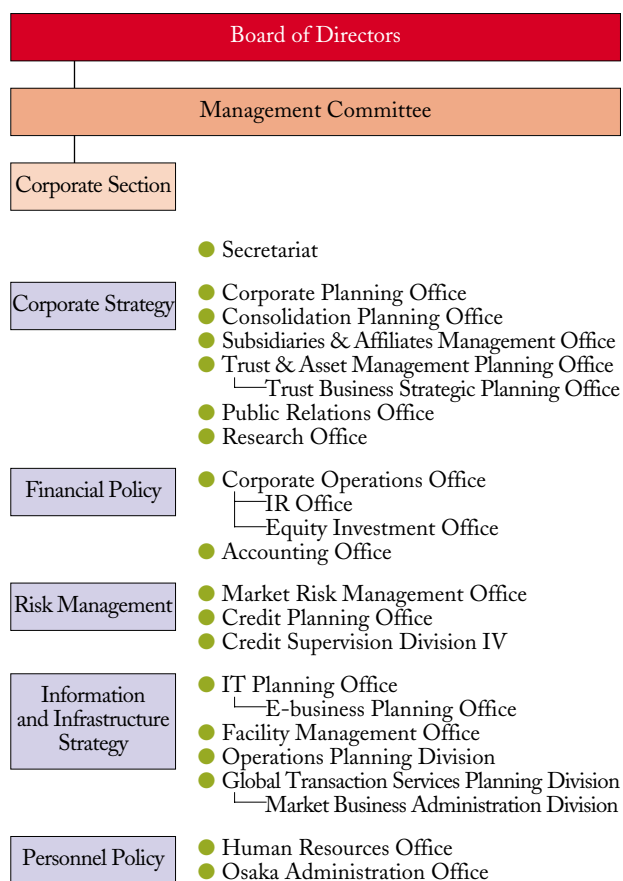 Board of Directors
Management Committee
Corporate Section
Secretariat
Corporate Strategy
Corporate Planning Office
Consolidation Planning Office
Subsidiaries & Affiliates Management Office
Trust & Asset Management Planning Office
Trust Business Strategic Planning Office
Public Relations Office
Research Office
Financial Policy
Corporate Operations Office
IR Office
Equity Investment Office
Accounting Office
Risk Management
Market Risk Management Office
Credit Planning Office
Credit Supervision Division IV
Information
and Infrastructure
Strategy
IT Planning Office
E-business Planning Office
Facility Management Office
Operations Planning Division
Global Transaction Services Planning Division
Market Business Administration Division
Personnel Policy
Human Resources Office
Osaka Administration Office